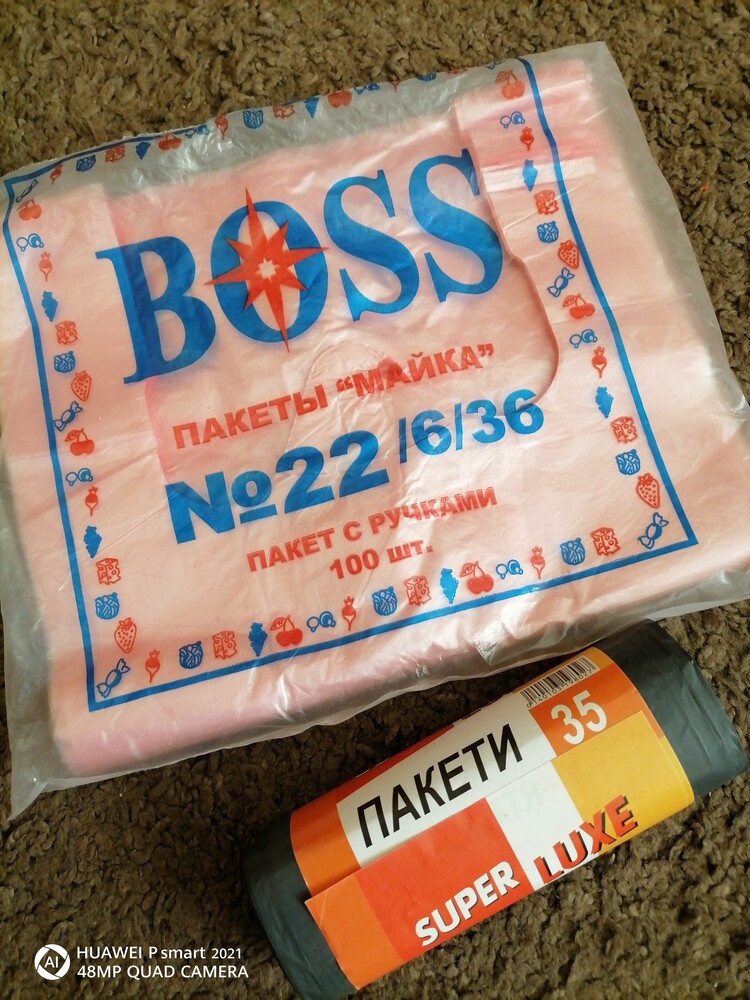 BOSS
ПАКЕТЫ "МАЙКА"
№22/6/36
ПАКЕТ С РУЧКАМИ
100 шт.
ПАКЕТИ
35
SUPER LUXE
HUAWEI P smart 2021
48MP QUAD CAMERA
AI